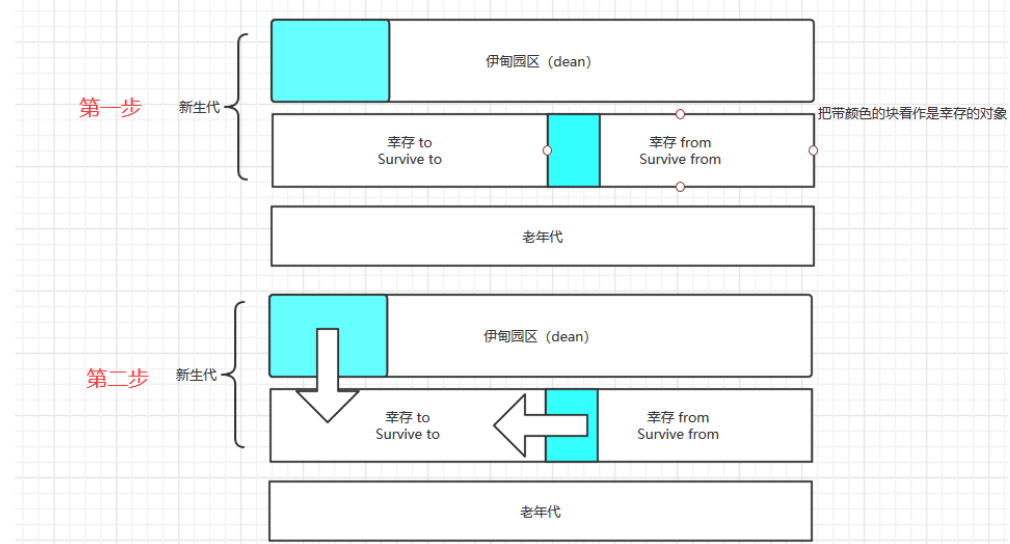 伊甸园区（dean）
第一步
新生代
把带颜色的块看作是幸存的对象
幸存 to
Survive to
幸存 from
Survive from
老年代
伊甸园区（dean）
第二步
新生代
幸存 to
Survive to
幸存 from
Survive from
老年代